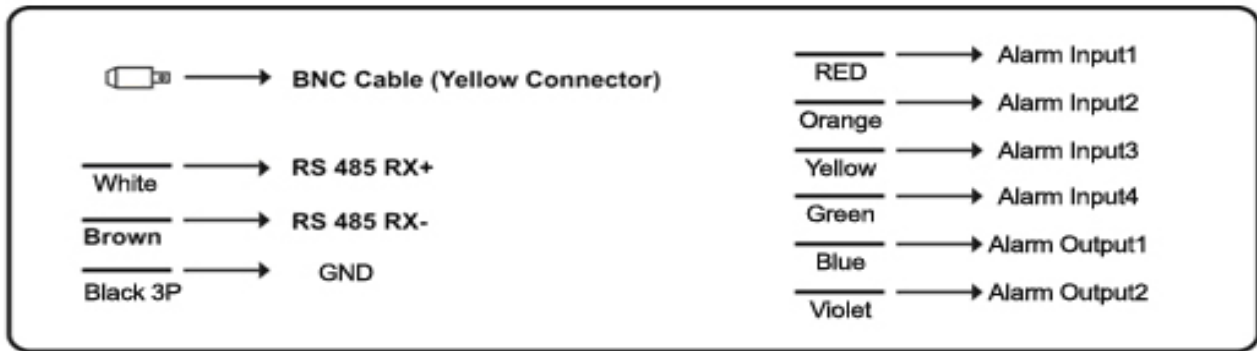 BNC Cable (Yellow Connector)
White
RS 485 RX+
Brown
RS 485 RX-
Black 3P
GND
RED
Alarm Input1
Orange
Alarm Input2
Yellow
Alarm Input3
Green
Alarm Input4
Blue
Alarm Output1
Violet
Alarm Output2